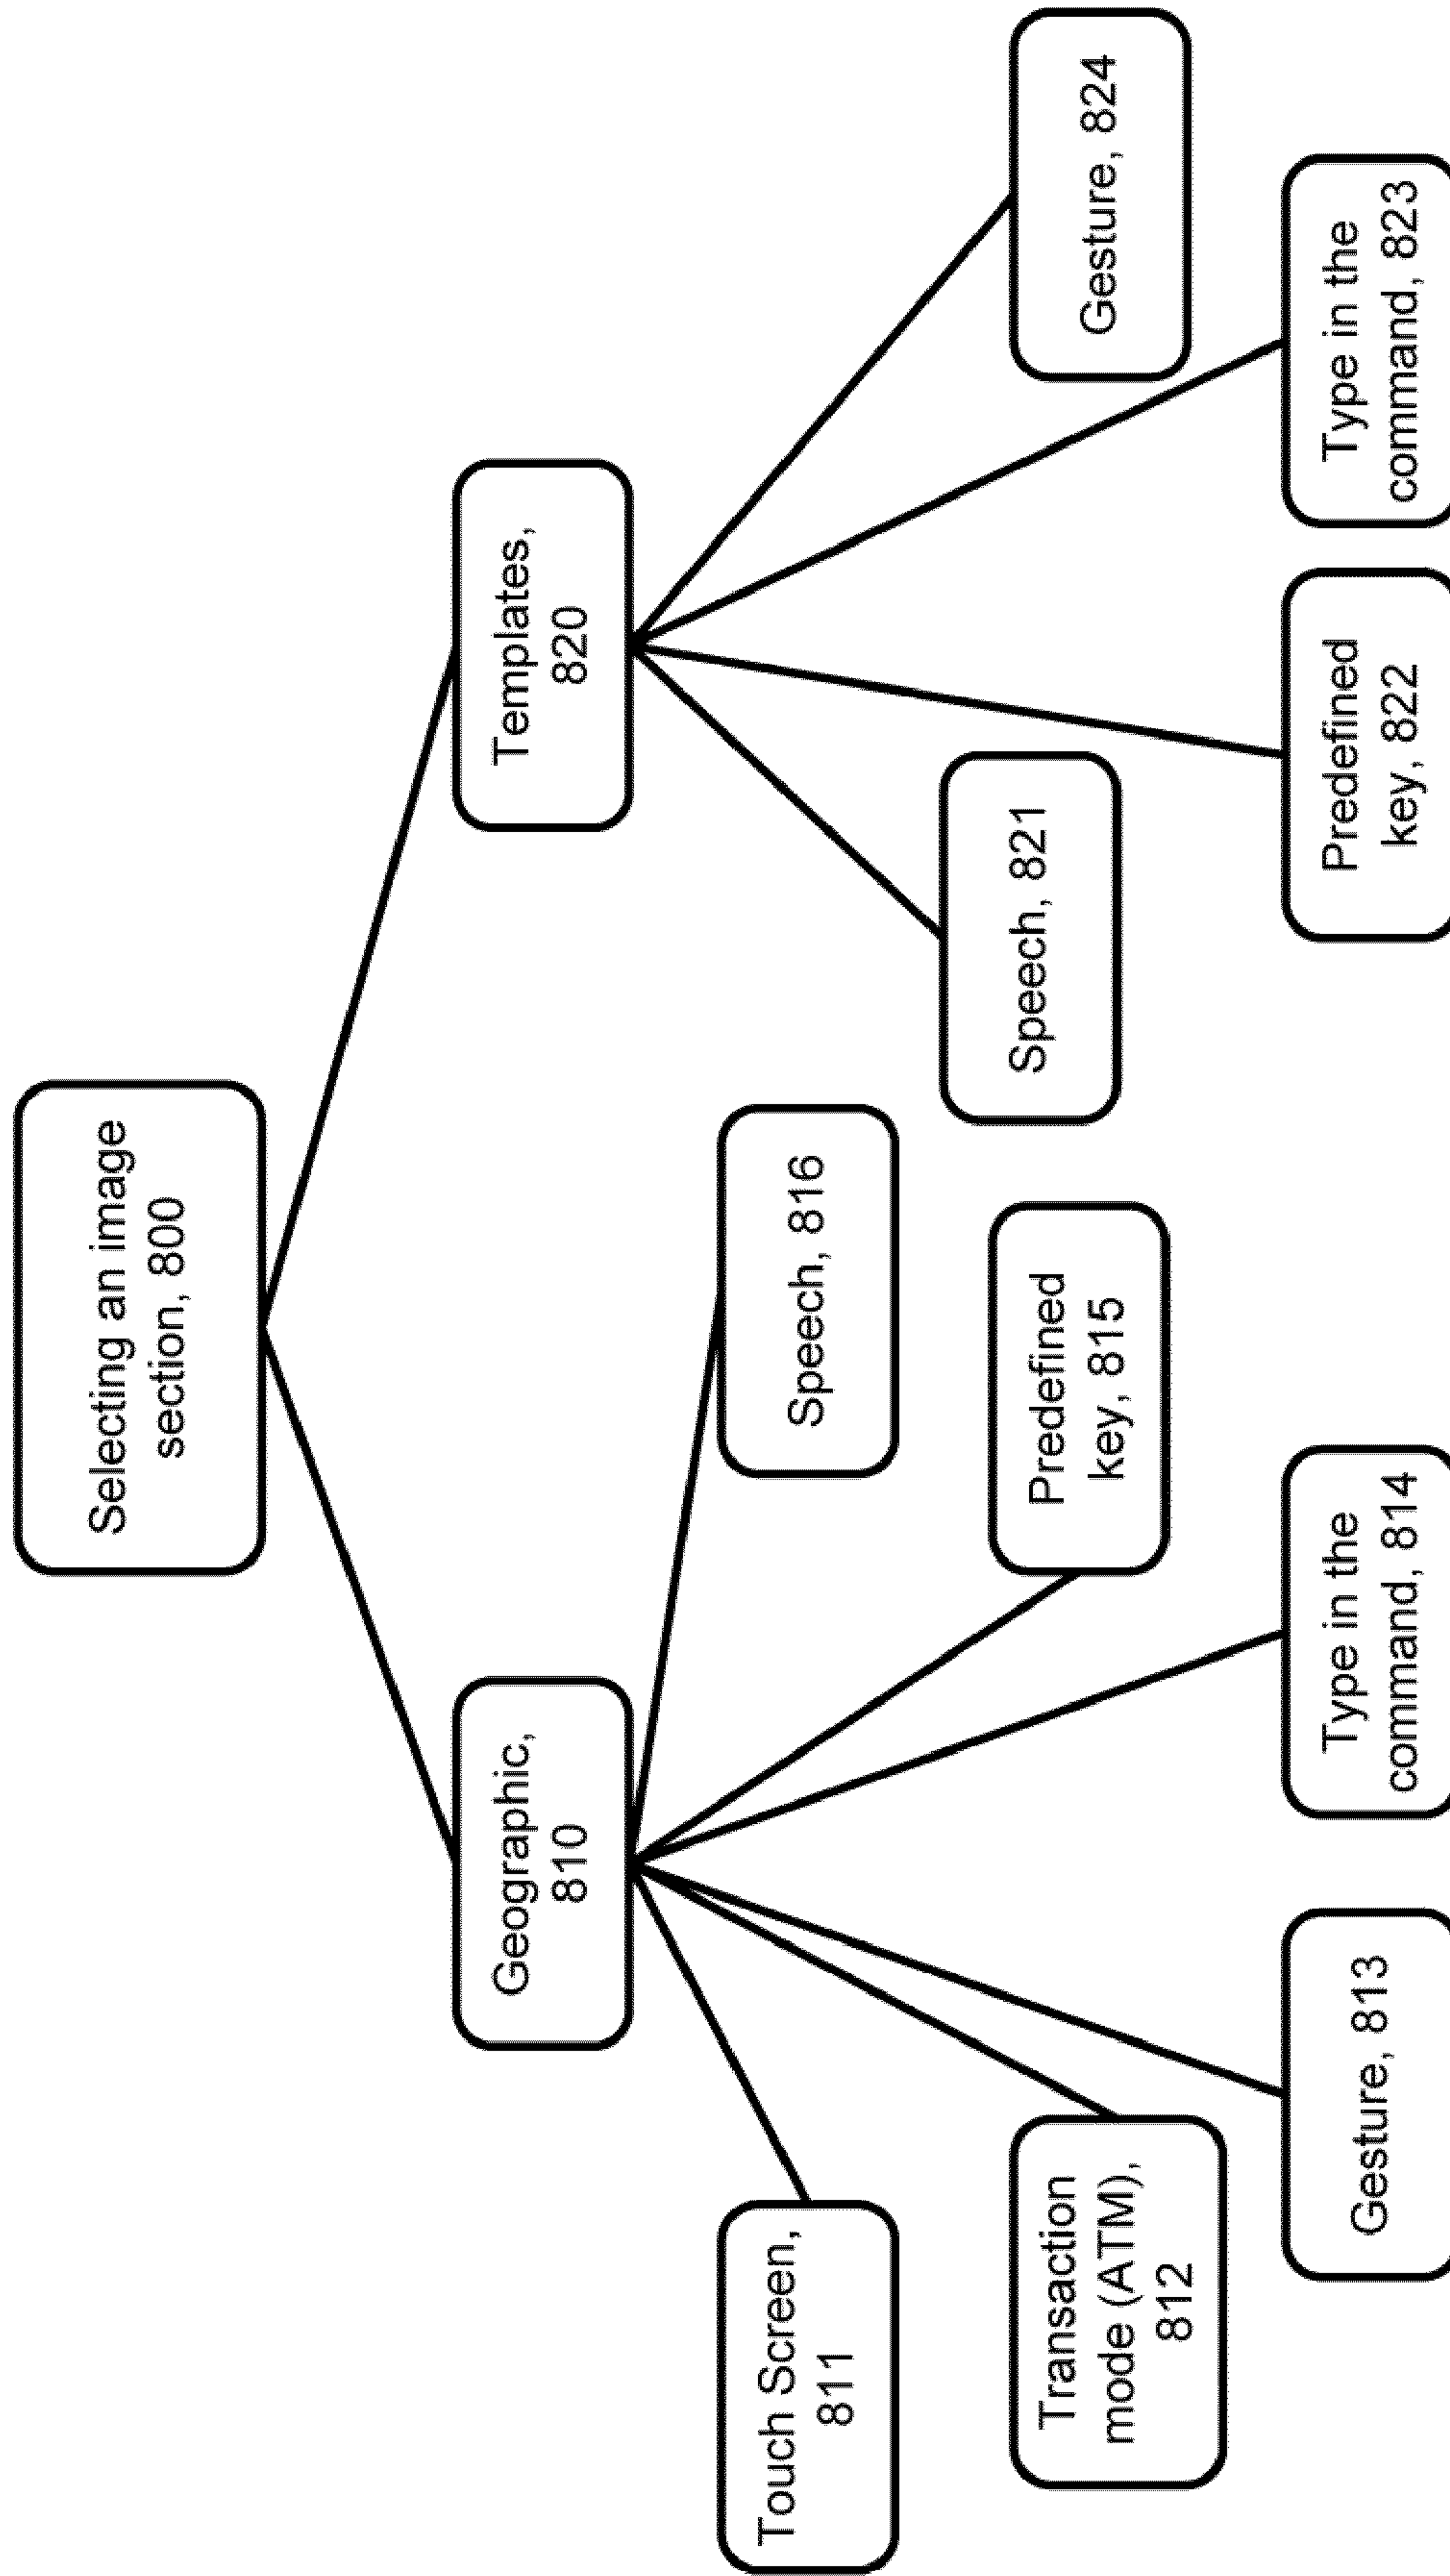 Selecting an image
section, 800
Geographic,
810
Templates,
820
Touch Screen,
811
Speech, 816
Speech, 821
Transaction
mode (ATM),
812
Predefined
key, 815
Gesture, 824
Gesture, 813
Type in the
command, 814
Predefined
key, 822
Type in the
command, 823